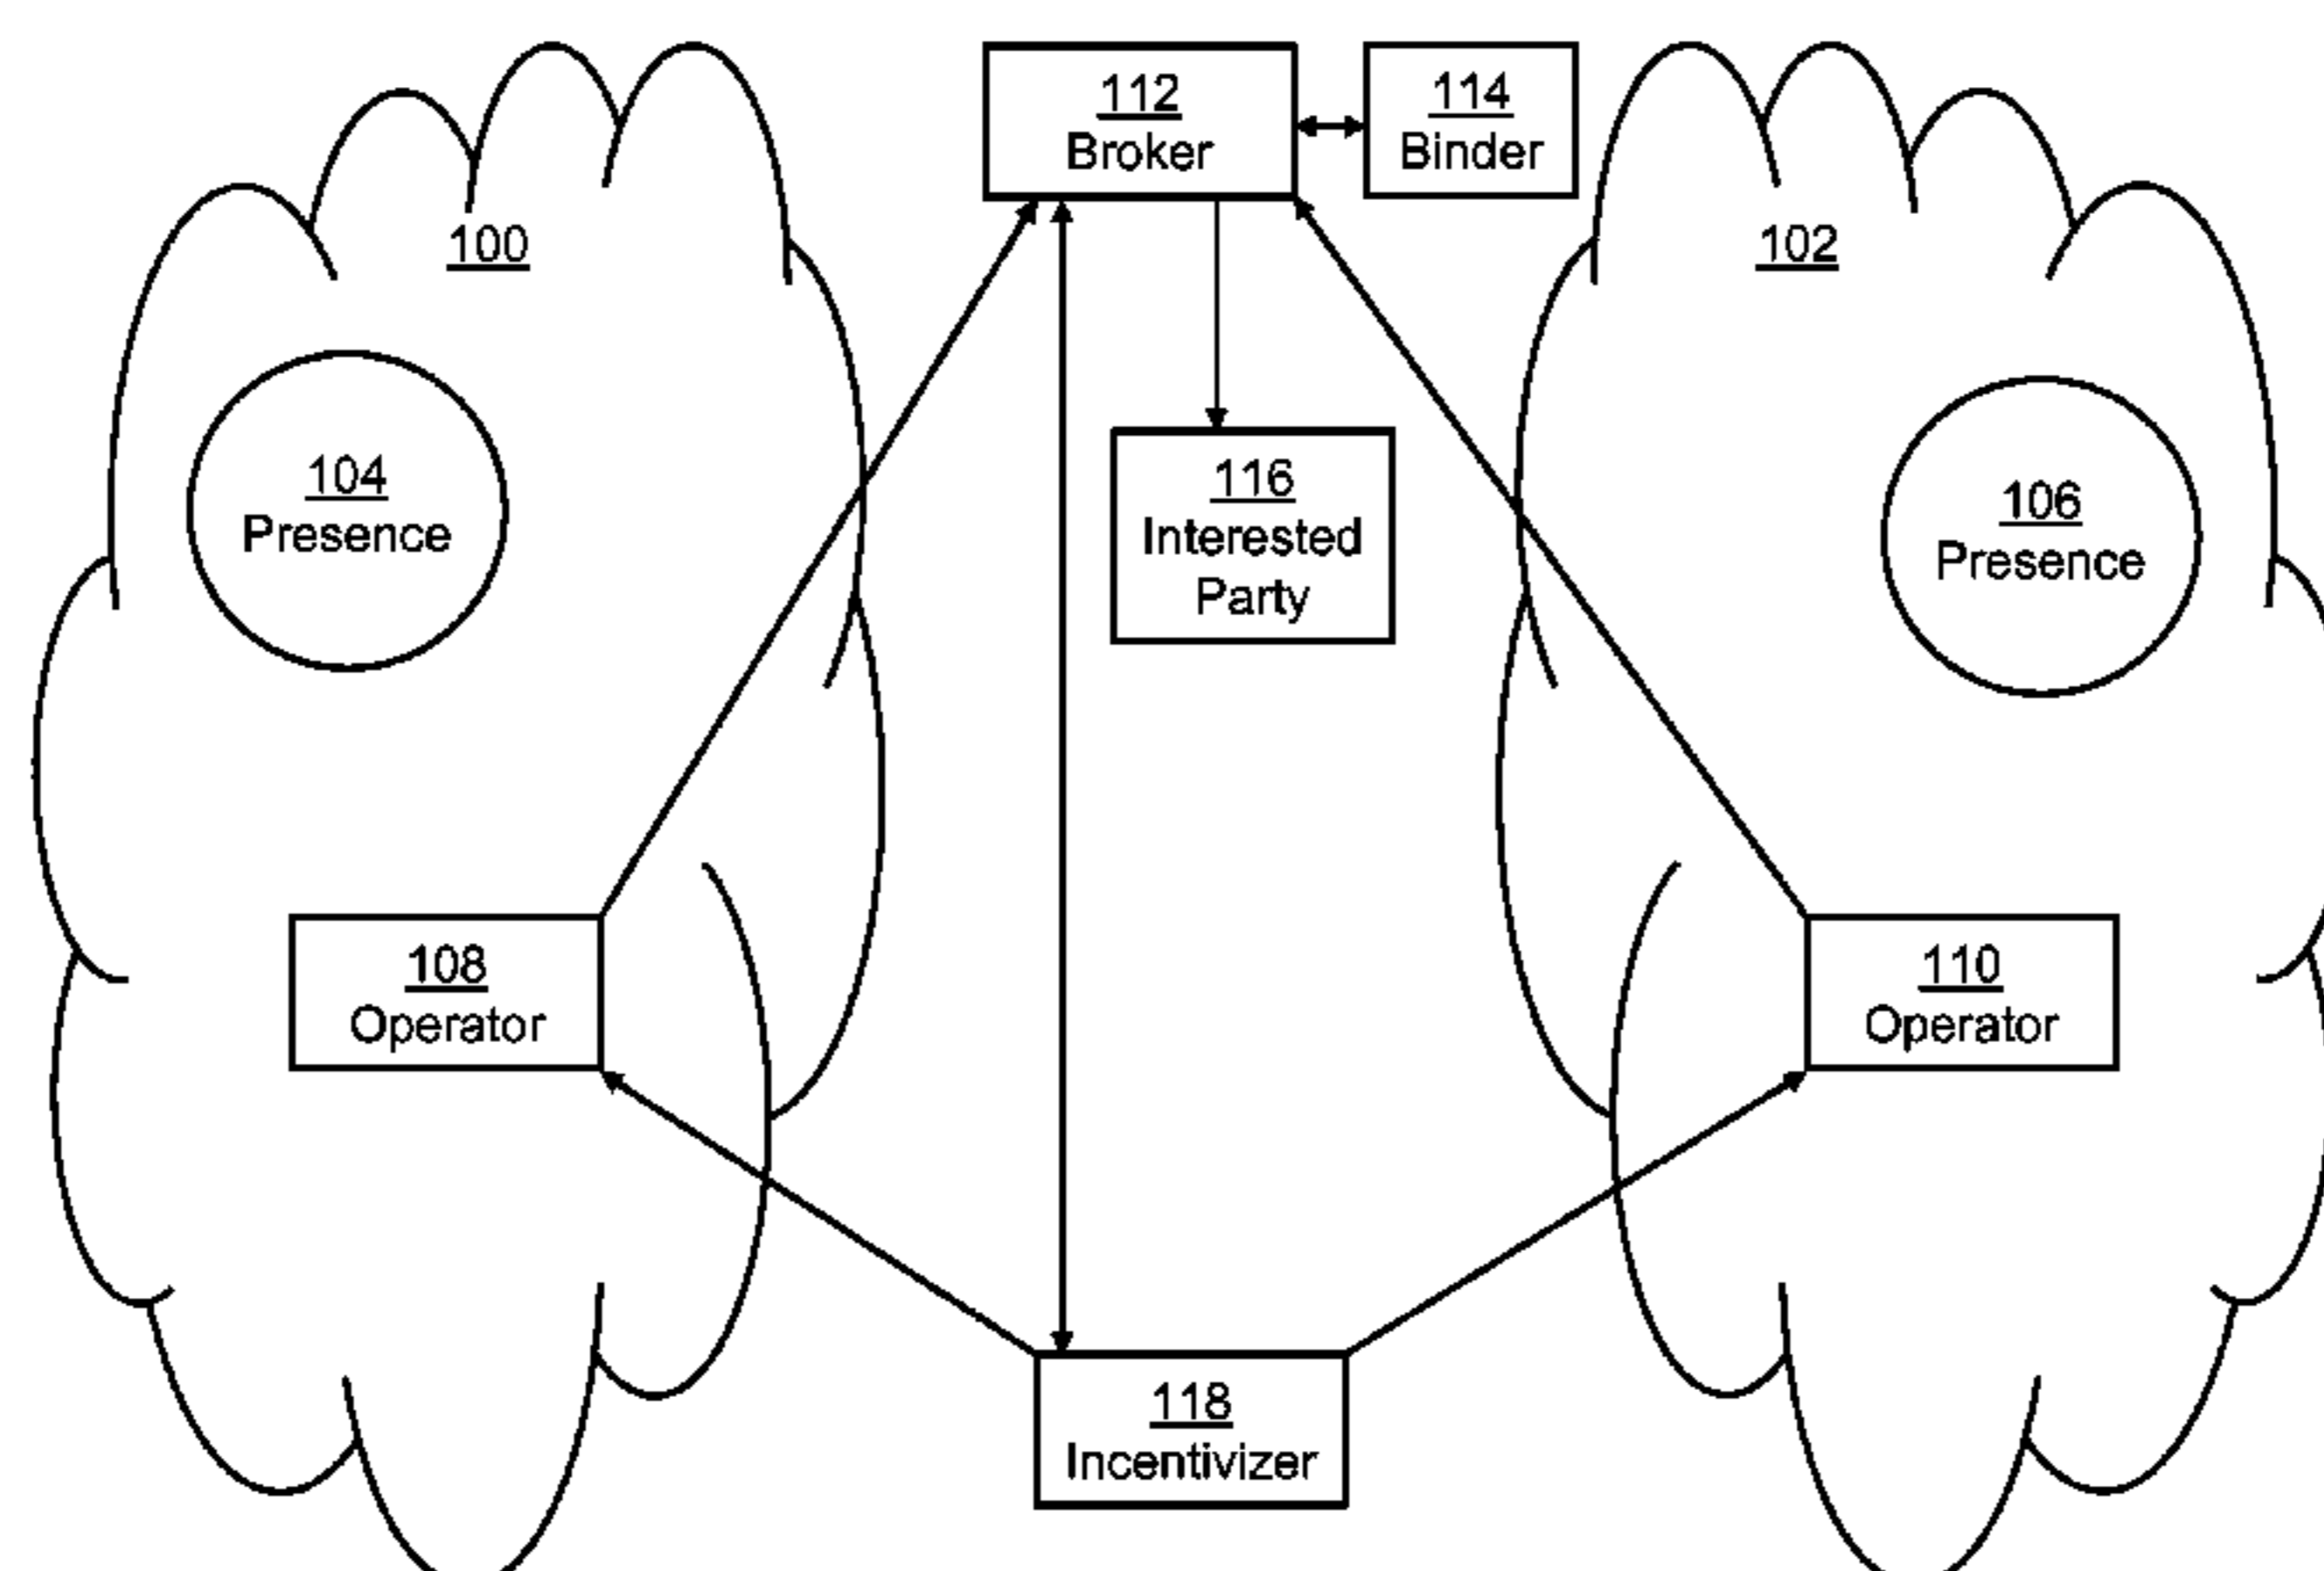 112
Broker
114
Binder
100
102
104
Presence
116
Interested
Party
106
Presence
108
Operator
110
Operator
118
Incentivizer